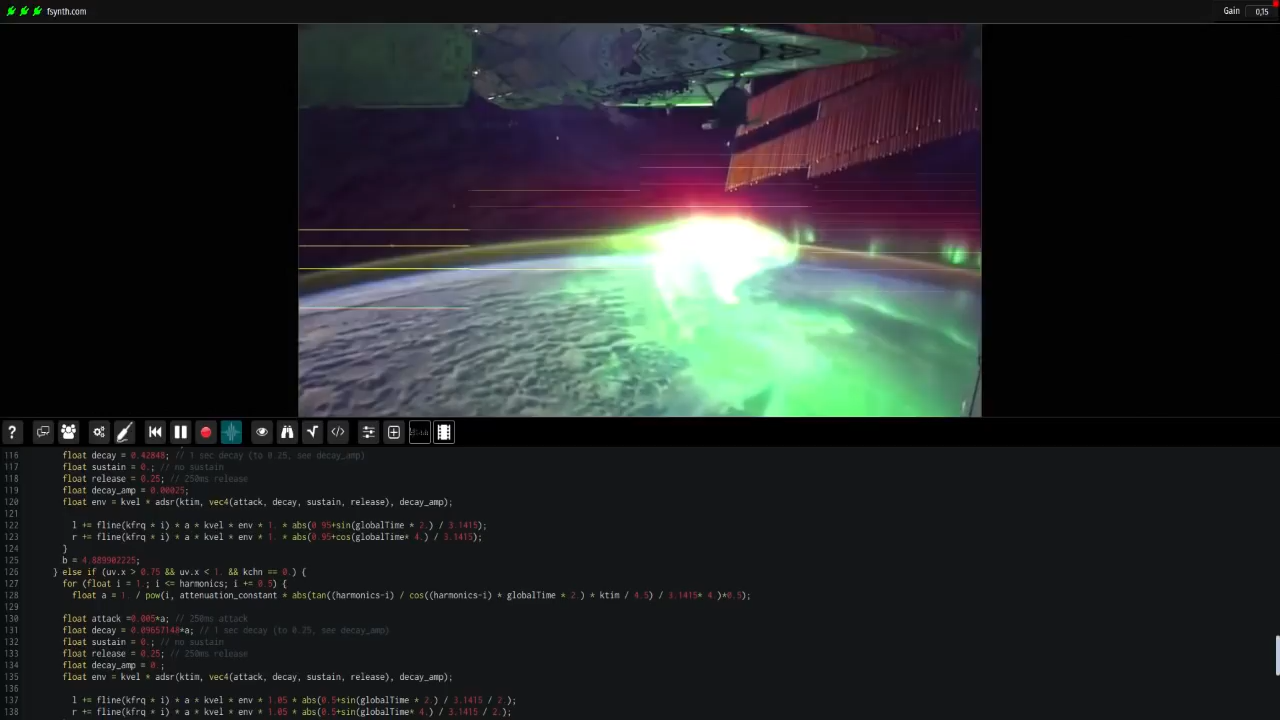 fsynth.com
Gain 0,15
116 float decay = 0.42848; // 1 sec decay (to 0.25, see decay_amp)
117 float sustain = 0.; // no sustain
118 float release = 0.25; // 250ms release
119 float decay_amp = 0.00025;
120 float env = kvel * adsr(ktim, vec4(attack, decay, sustain, release), decay_amp);
121
122 l += fline(kfrq * i) * a * kvel * env * 1. * abs(0.95+sin(globalTime * 2.) / 3.1415);
123 r += fline(kfrq * i) * a * kvel * env * 1. * abs(0.95+cos(globalTime* 4.) / 3.1415);
124 }
125 b = 4.889902225;
126 } else if (uv.x > 0.75 && uv.x < 1. && kchn == 0.) {
127 for (float i = 1.; i <= harmonics; i += 0.5) {
128 float a = 1. / pow(i, attenuation_constant * abs(tan((harmonics-i) / cos((harmonics-i) * globalTime * 2.) * ktim / 4.5) / 3.1415* 4.)*0.5);
129
130 float attack =0.005*a; // 250ms attack
131 float decay = 0.09657148*a; // 1 sec decay (to 0.25, see decay_amp)
132 float sustain = 0.; // no sustain
133 float release = 0.25; // 250ms release
134 float decay_amp = 0.;
135 float env = kvel * adsr(ktim, vec4(attack, decay, sustain, release), decay_amp);
136
137 l += fline(kfrq * i) * a * kvel * env * 1.05 * abs(0.5+sin(globalTime * 2.) / 3.1415 / 2.);
138 r += fline(kfrq * i) * a * kvel * env * 1.05 * abs(0.5+sin(globalTime* 4.) / 3.1415 / 2.);